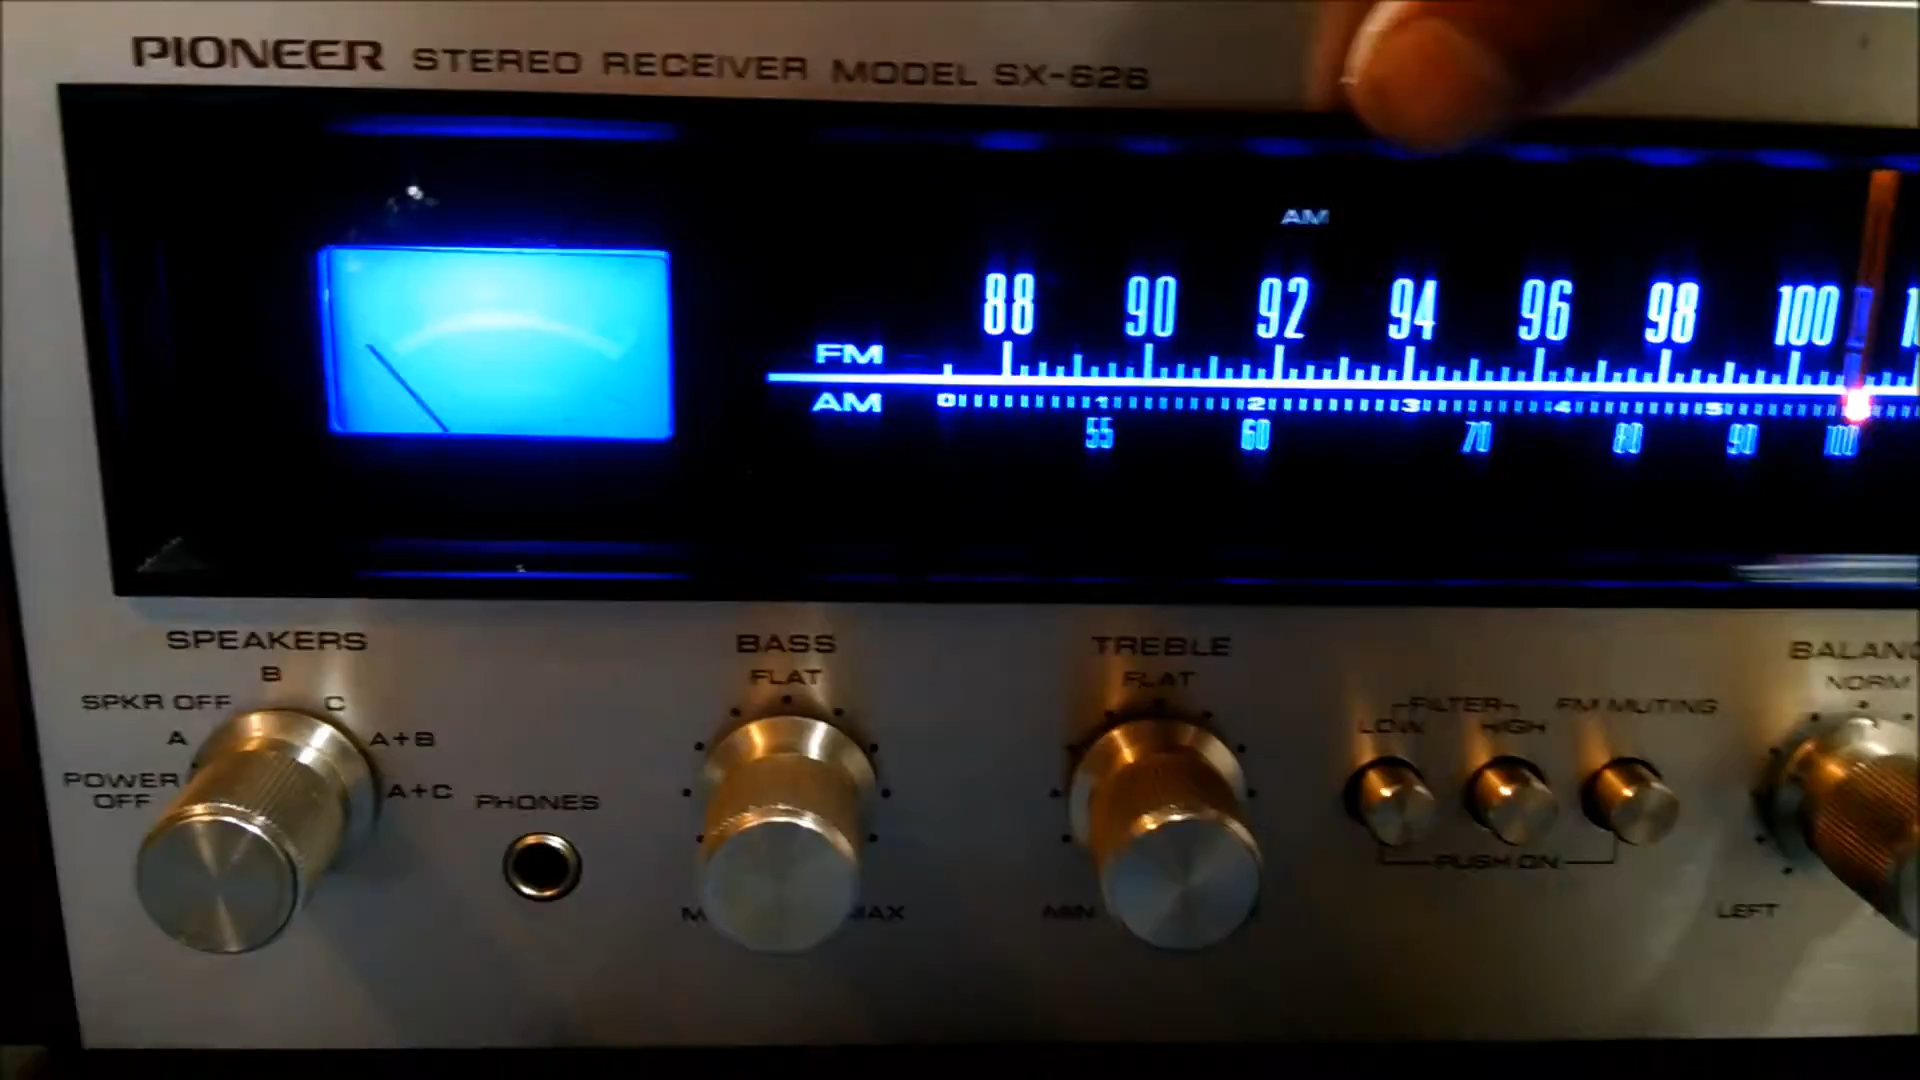 PIONEER STEREO RECEIVER MODEL SX-626
AM
88 90 92 94 96 98 100
FM
AM 0 1 2 3 4 5
55 60 70 80 90 100
SPEAKERS
B
SPKR OFF C
A A+B
POWER OFF A+C
PHONES
BASS
FLAT
MAX
TREBLE
FLAT
MIN
FILTER FM MUTING
LOW HIGH
PUSH ON
NORM
LEFT